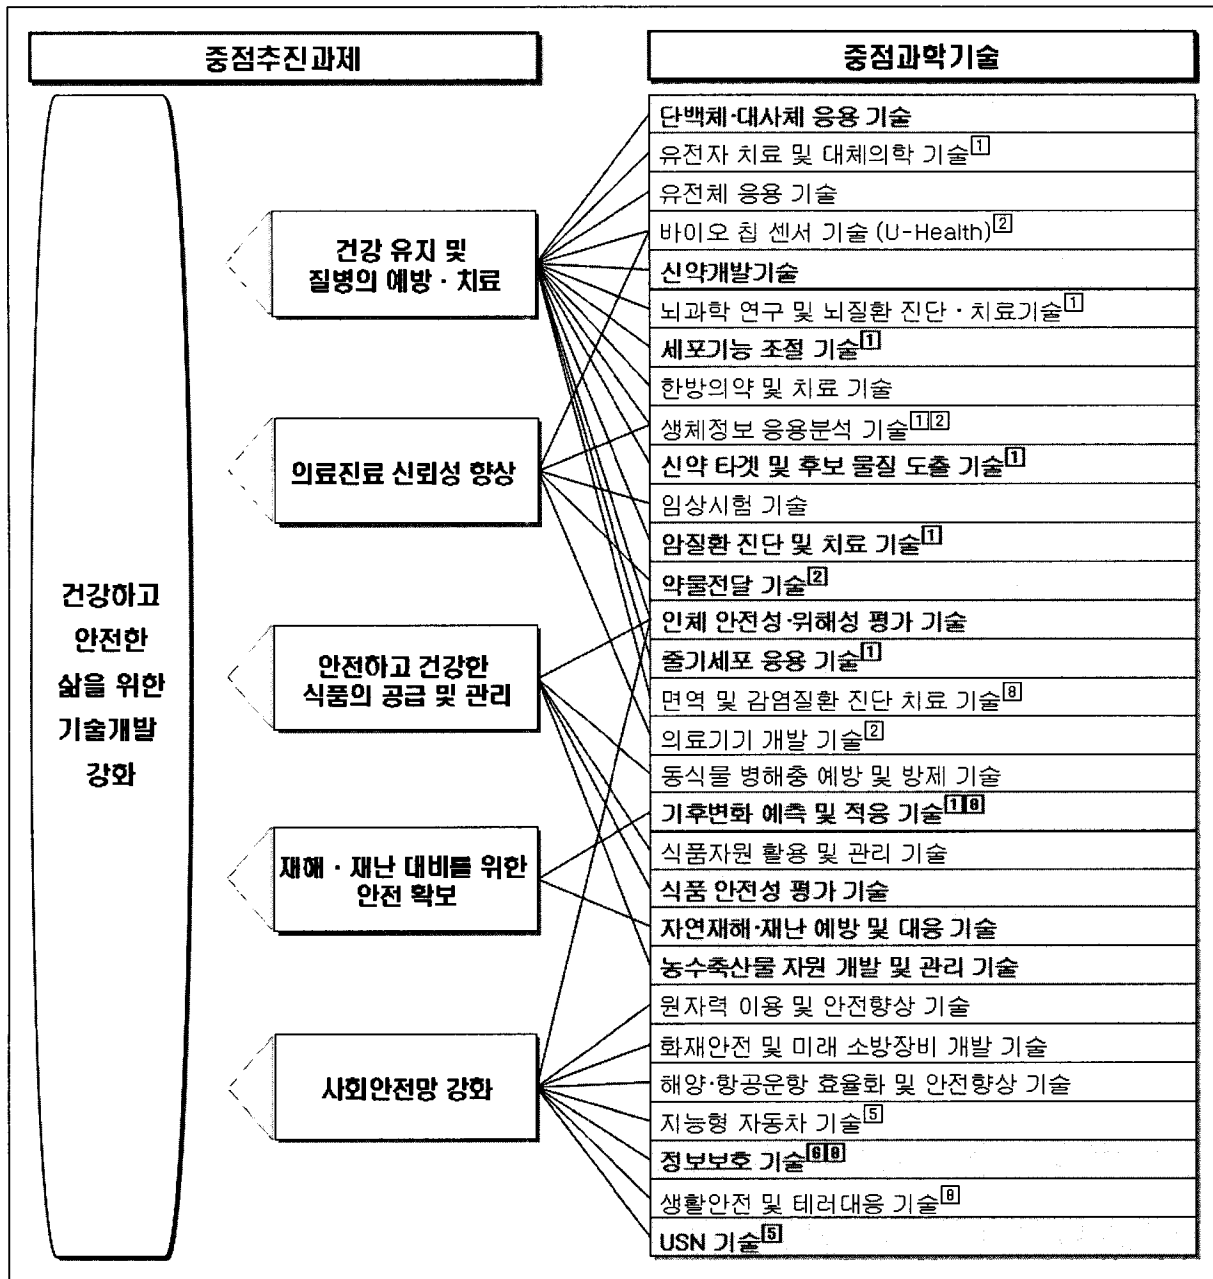 중점추진과제
중점과학기술
건강하고
안전한
삶을 위한
기술개발
강화
건강 유지 및
질병의 예방 · 치료
의료진료 신뢰성 향상
안전하고 건강한
식품의 공급 및 관리
재해 · 재난 대비를 위한
안전 확보
사회안전망 강화
단백체·대사체 응용 기술
유전자 치료 및 대체의학 기술[1]
유전체 응용 기술
바이오 칩 센서 기술 (U-Health)[2]
신약개발기술
뇌과학 연구 및 뇌질환 진단 · 치료기술[1]
세포기능 조절 기술[1]
한방의약 및 치료 기술
생체정보 응용분석 기술[1][2]
신약 타겟 및 후보 물질 도출 기술[1]
임상시험 기술
암질환 진단 및 치료 기술[1]
약물전달 기술[2]
인체 안전성·위해성 평가 기술
줄기세포 응용 기술[1]
면역 및 감염질환 진단 치료 기술[8]
의료기기 개발 기술[2]
동식물 병해충 예방 및 방제 기술
기후변화 예측 및 적응 기술[1][8]
식품자원 활용 및 관리 기술
식품 안전성 평가 기술
자연재해·재난 예방 및 대응 기술
농수축산물 자원 개발 및 관리 기술
원자력 이용 및 안전향상 기술
화재안전 및 미래 소방장비 개발 기술
해양·항공운항 효율화 및 안전향상 기술
지능형 자동차 기술[5]
정보보호 기술[6][8]
생활안전 및 테러대응 기술[8]
USN 기술[5]